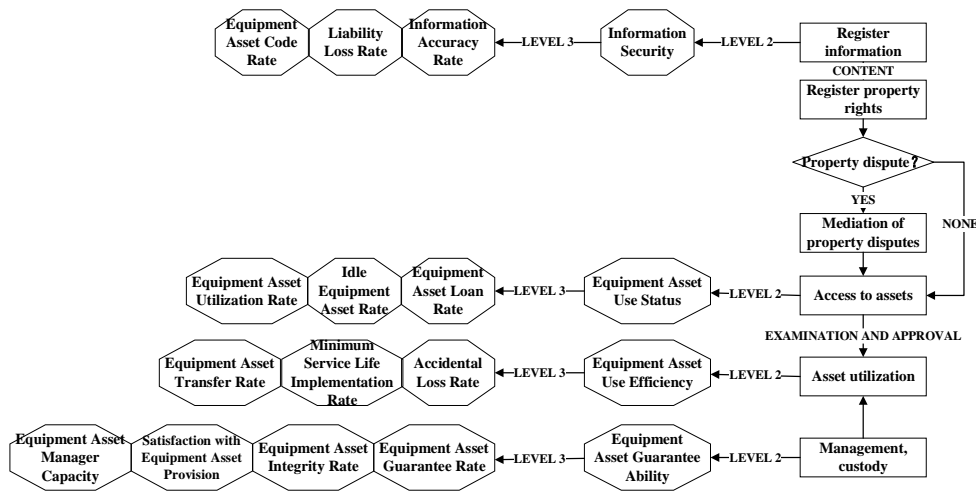 Equipment
Asset Code
Rate
Liability
Loss Rate
Information
Accuracy
Rate
LEVEL 3
Information
Security
LEVEL 2
Register
information
CONTENT
Register property
rights
Property dispute?
YES
NONE
Mediation of
property disputes
Equipment Asset
Utilization Rate
Idle
Equipment
Asset Rate
Equipment
Asset Loan
Rate
LEVEL 3
Equipment Asset
Use Status
LEVEL 2
Access to assets
EXAMINATION AND APPROVAL
Equipment Asset
Transfer Rate
Minimum
Service Life
Implementation
Rate
Accidental
Loss Rate
LEVEL 3
Equipment Asset
Use Efficiency
LEVEL 2
Asset utilization
Equipment Asset
Manager
Capacity
Satisfaction with
Equipment Asset
Provision
Equipment Asset
Integrity Rate
Equipment Asset
Guarantee Rate
LEVEL 3
Equipment
Asset Guarantee
Ability
LEVEL 2
Management,
custody